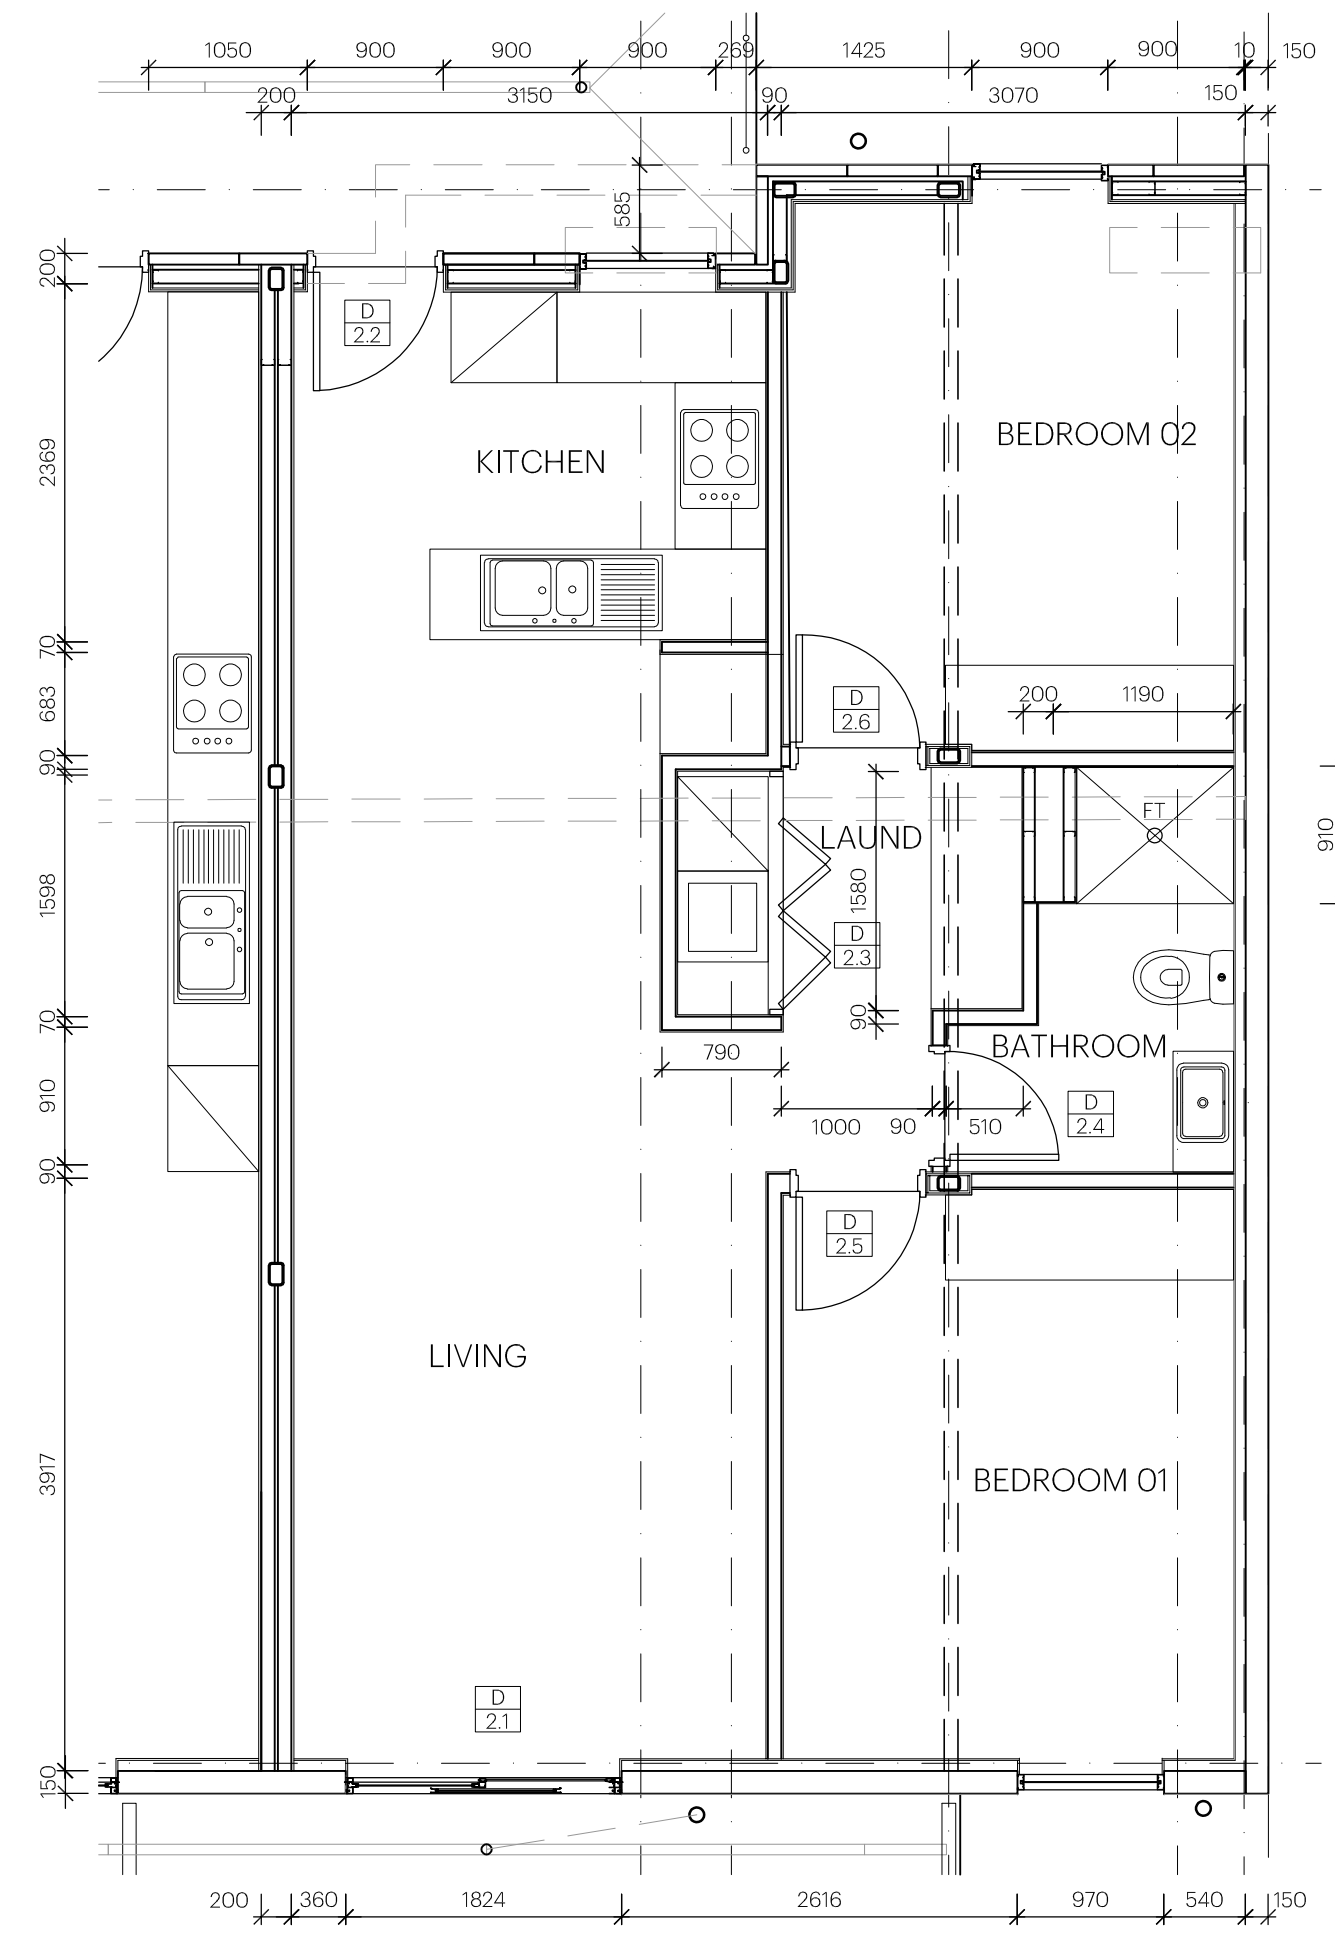 1050 900 900 900 269 1425 900 900 10 150
200 3150 90 3070 150
585
200
D
2.2
BEDROOM 02
KITCHEN
2369
70
683
90
D
2.6
200 1190
FT
LAUND
910
1598
1580
D
2.3
90
70
790
BATHROOM
910
D
2.4
1000 90 510
90
D
2.5
LIVING
3917
BEDROOM 01
D
2.1
150
200 360 1824 2616 970 540 150